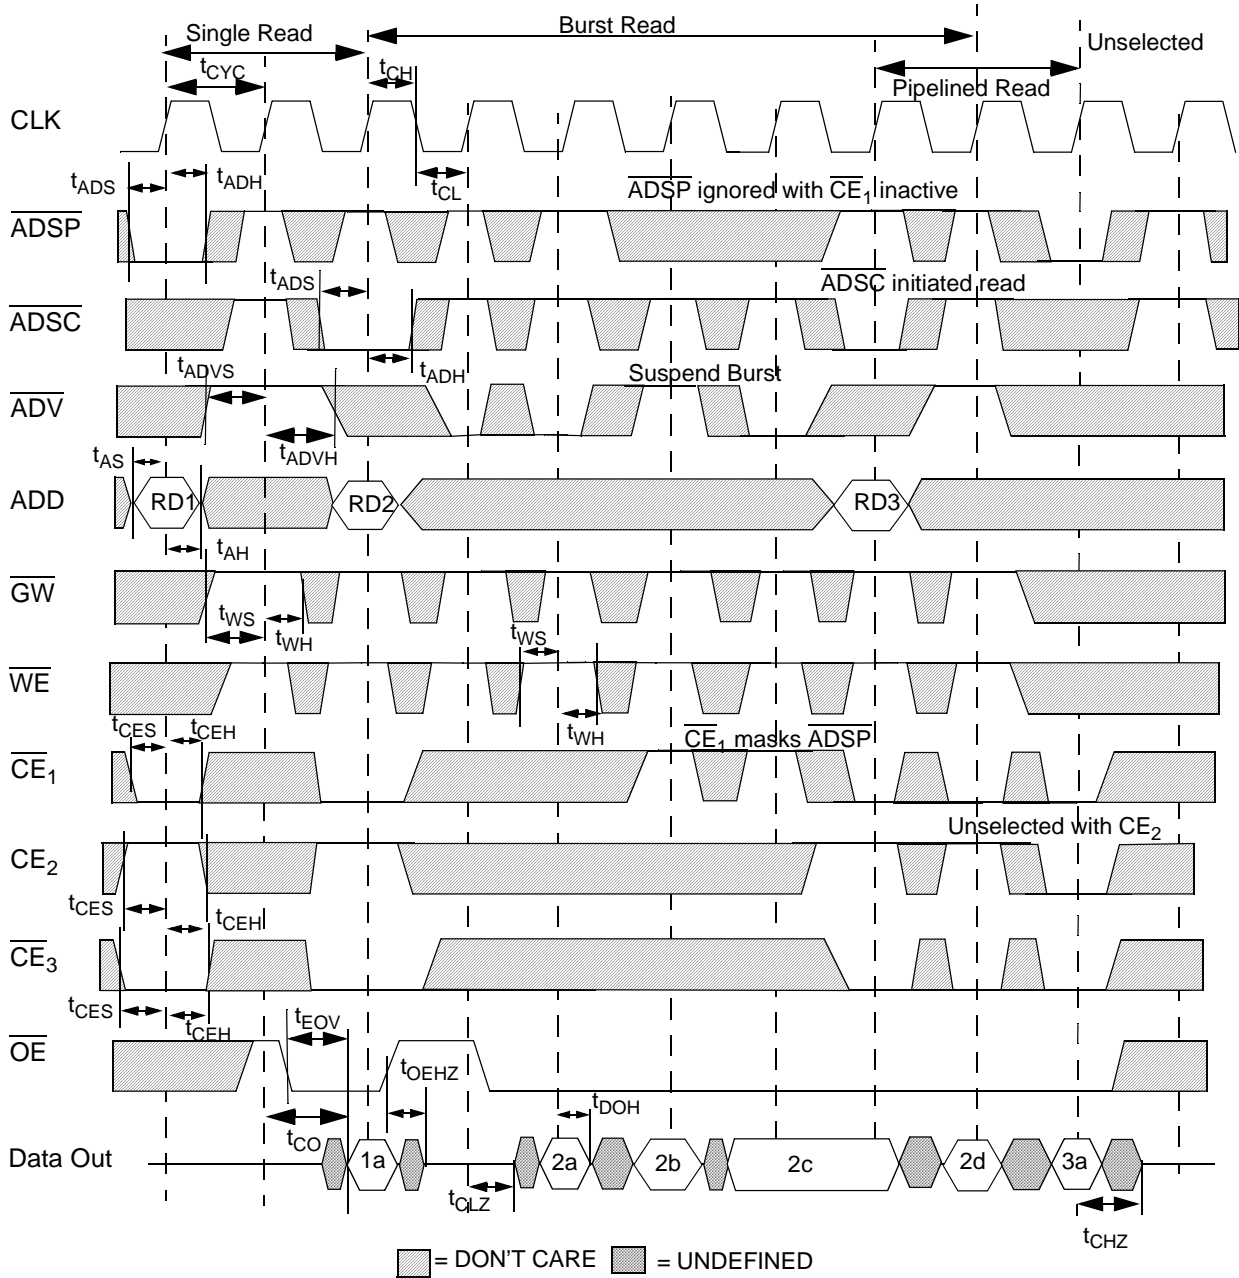 Single Read
Burst Read
Unselected
tCYC
tCH
Pipelined Read
CLK
tADS
tADH
tCL
ADSP ignored with CE1 inactive
ADSP
tADS
ADSC initiated read
ADSC
tADVS
tADH
Suspend Burst
ADV
tAS
tADVH
ADD
RD1
RD2
RD3
tAH
GW
tWS
tWH
tWS
WE
tCES
tCEH
tWH
CE1 masks ADSP
CE1
Unselected with CE2
CE2
tCES
tCEH
CE3
tCES
tCEH
tEOV
OE
tOEHZ
tDOH
tCO
Data Out
1a
2a
2b
2c
2d
3a
tCLZ
tCHZ
= DON'T CARE
= UNDEFINED